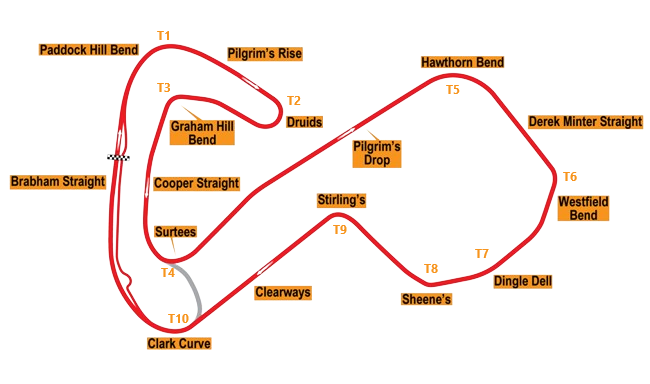 T1
Paddock Hill Bend
Pilgrim's Rise
Hawthorn Bend
T3
T5
T2
Druids
Graham Hill
Bend
Derek Minter Straight
Pilgrim's
Drop
Brabham Straight
Cooper Straight
T6
Stirling's
Westfield
Bend
Surtees
T9
T7
T4
T8
Dingle Dell
Clearways
Sheene's
T10
Clark Curve